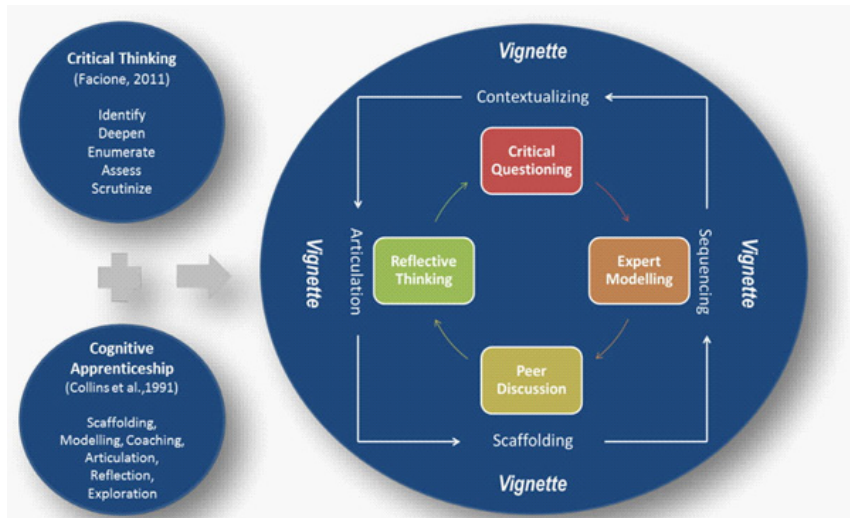 Critical Thinking
(Facione, 2011)
Identify
Deepen
Enumerate
Assess
Scrutinize
Cognitive
Apprenticeship
(Collins et al.,1991)
Scaffolding,
Modelling, Coaching,
Articulation,
Reflection,
Exploration
Vignette
Contextualizing
Critical
Questioning
Vignette
Articulation
Reflective
Thinking
Expert
Modelling
Sequencing
Vignette
Peer
Discussion
Scaffolding
Vignette